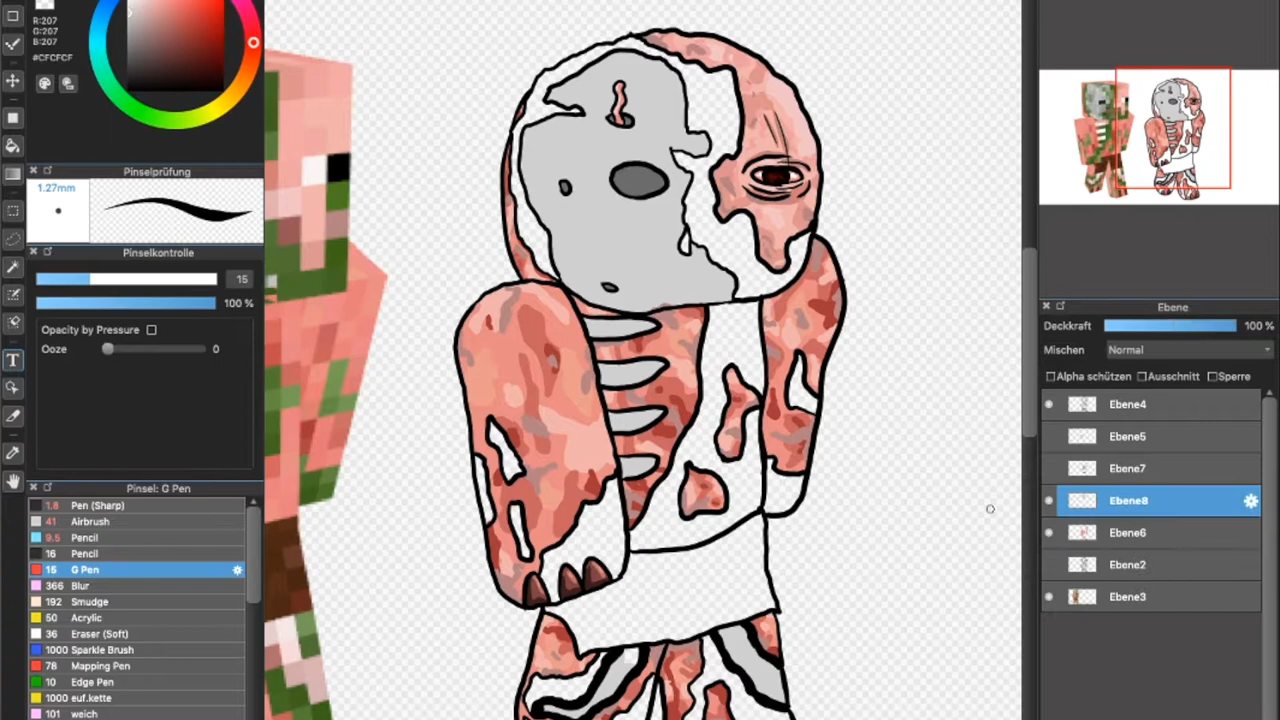 R:207
G:207
B:207
#CFCFCF
Pinselprüfung
1.27mm
Pinselkontrolle
15
100 %
Opacity by Pressure
Ooze 0
Pinsel: G Pen
1.8 Pen (Sharp)
41 Airbrush
9.5 Pencil
16 Pencil
15 G Pen
366 Blur
192 Smudge
50 Acrylic
36 Eraser (Soft)
1000 Sparkle Brush
78 Mapping Pen
10 Edge Pen
1000 euf.kette
101 weich
T
Ebene
Deckkraft 100 %
Mischen Normal
Alpha schützen Ausschnitt Sperre
Ebene4
Ebene5
Ebene7
Ebene8
Ebene6
Ebene2
Ebene3